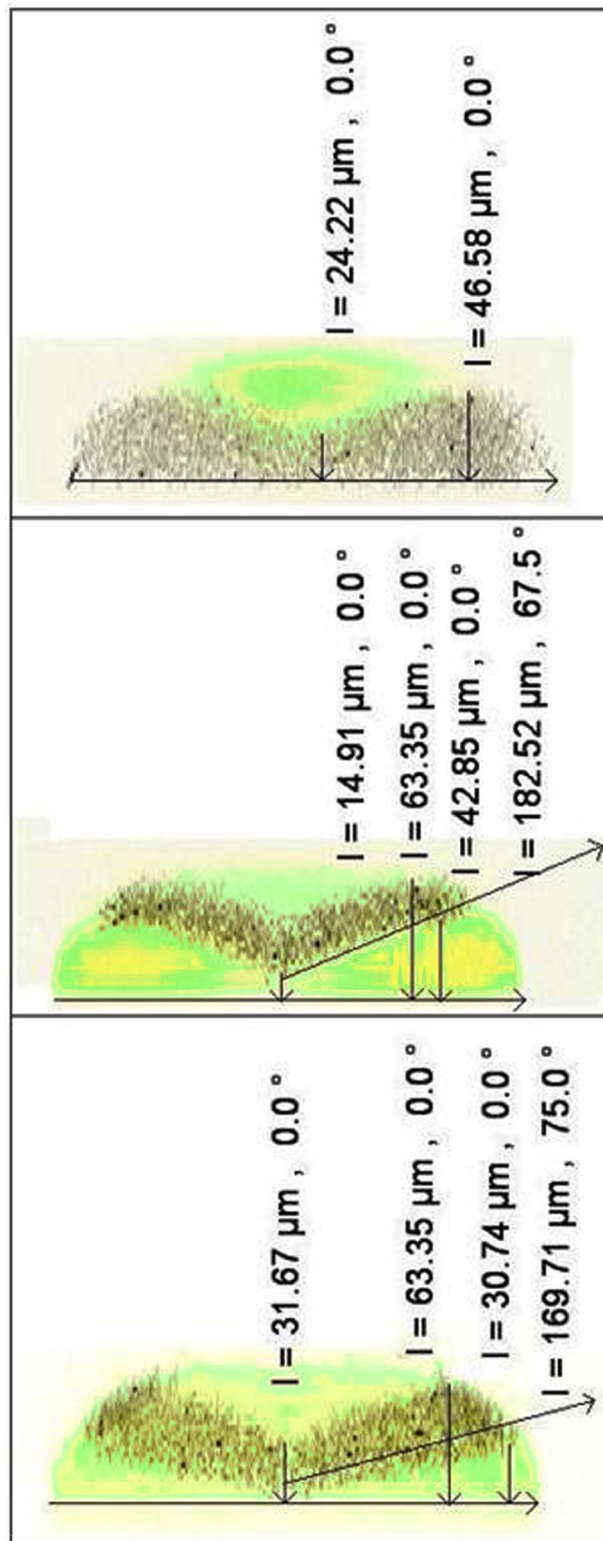 l = 24.22 µm , 0.0 °
l = 46.58 µm , 0.0 °
l = 14.91 µm , 0.0 °
l = 63.35 µm , 0.0 °
l = 42.85 µm , 0.0 °
l = 182.52 µm , 67.5 °
l = 31.67 µm , 0.0 °
l = 63.35 µm , 0.0 °
l = 30.74 µm , 0.0 °
l = 169.71 µm , 75.0 °